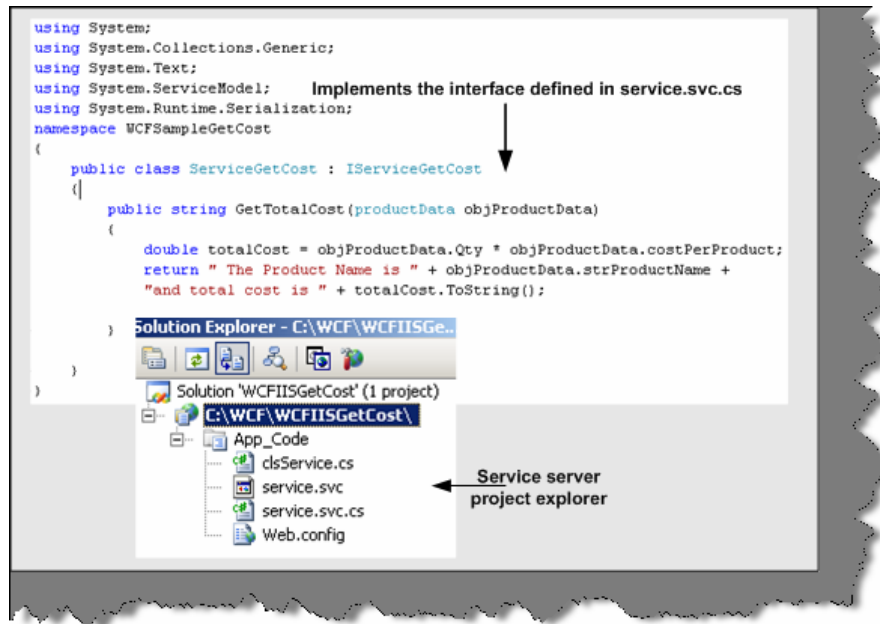 using System;
using System.Collections.Generic;
using System.Text;
using System.ServiceModel;
Implements the interface defined in service.svc.cs
using System.Runtime.Serialization;
namespace WCFSampleGetCost
{
public class ServiceGetCost : IServiceGetCost
{
public string GetTotalCost(productData objProductData)
{
double totalCost = objProductData.Qty * objProductData.costPerProduct;
return " The Product Name is " + objProductData.strProductName +
"and total cost is " + totalCost.ToString();
}
}
}
Solution Explorer - C:\WCF\WCFIISGe..
Solution 'WCFIISGetCost' (1 project)
C:\WCF\WCFIISGetCost\
App_Code
clsService.cs
service.svc
service.svc.cs
Web.config
Service server
project explorer